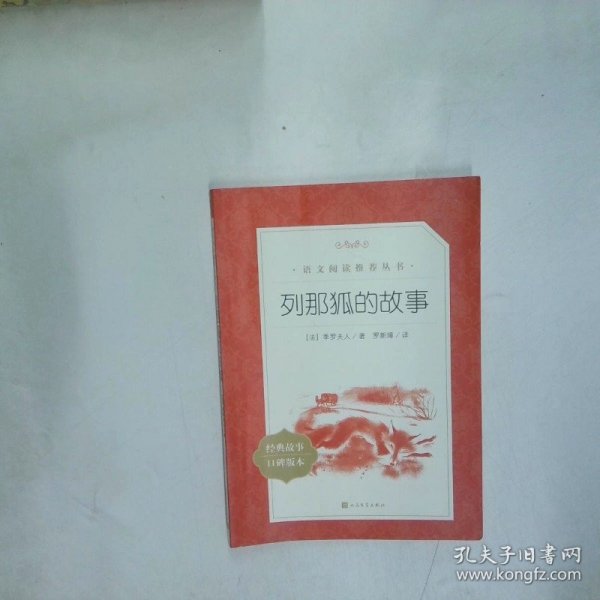 ·语文阅读推荐丛书·
列那狐的故事
[法] 季罗夫人/著 罗新璋/译
经典故事
口碑版本
人民文学出版社
孔夫子旧书网
www.kongfz.com